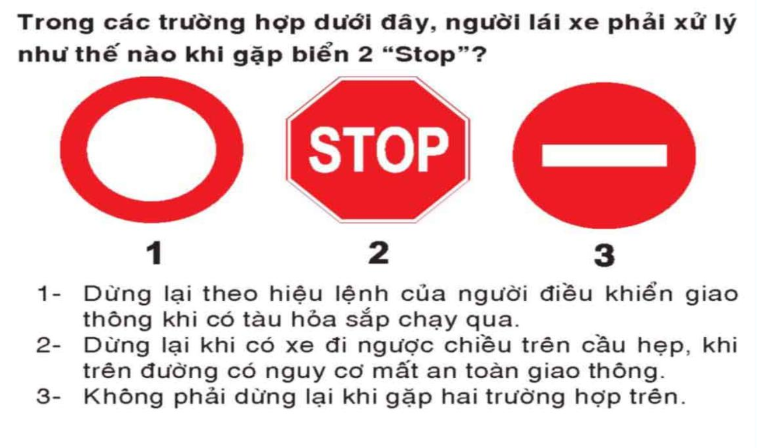 Trong các trường hợp dưới đây, người lái xe phải xử lý
như thế nào khi gặp biển 2 “Stop”?
STOP
1 2 3
1- Dừng lại theo hiệu lệnh của người điều khiển giao
thông khi có tàu hỏa sắp chạy qua.
2- Dừng lại khi có xe đi ngược chiều trên cầu hẹp, khi
trên đường có nguy cơ mất an toàn giao thông.
3- Không phải dừng lại khi gặp hai trường hợp trên.